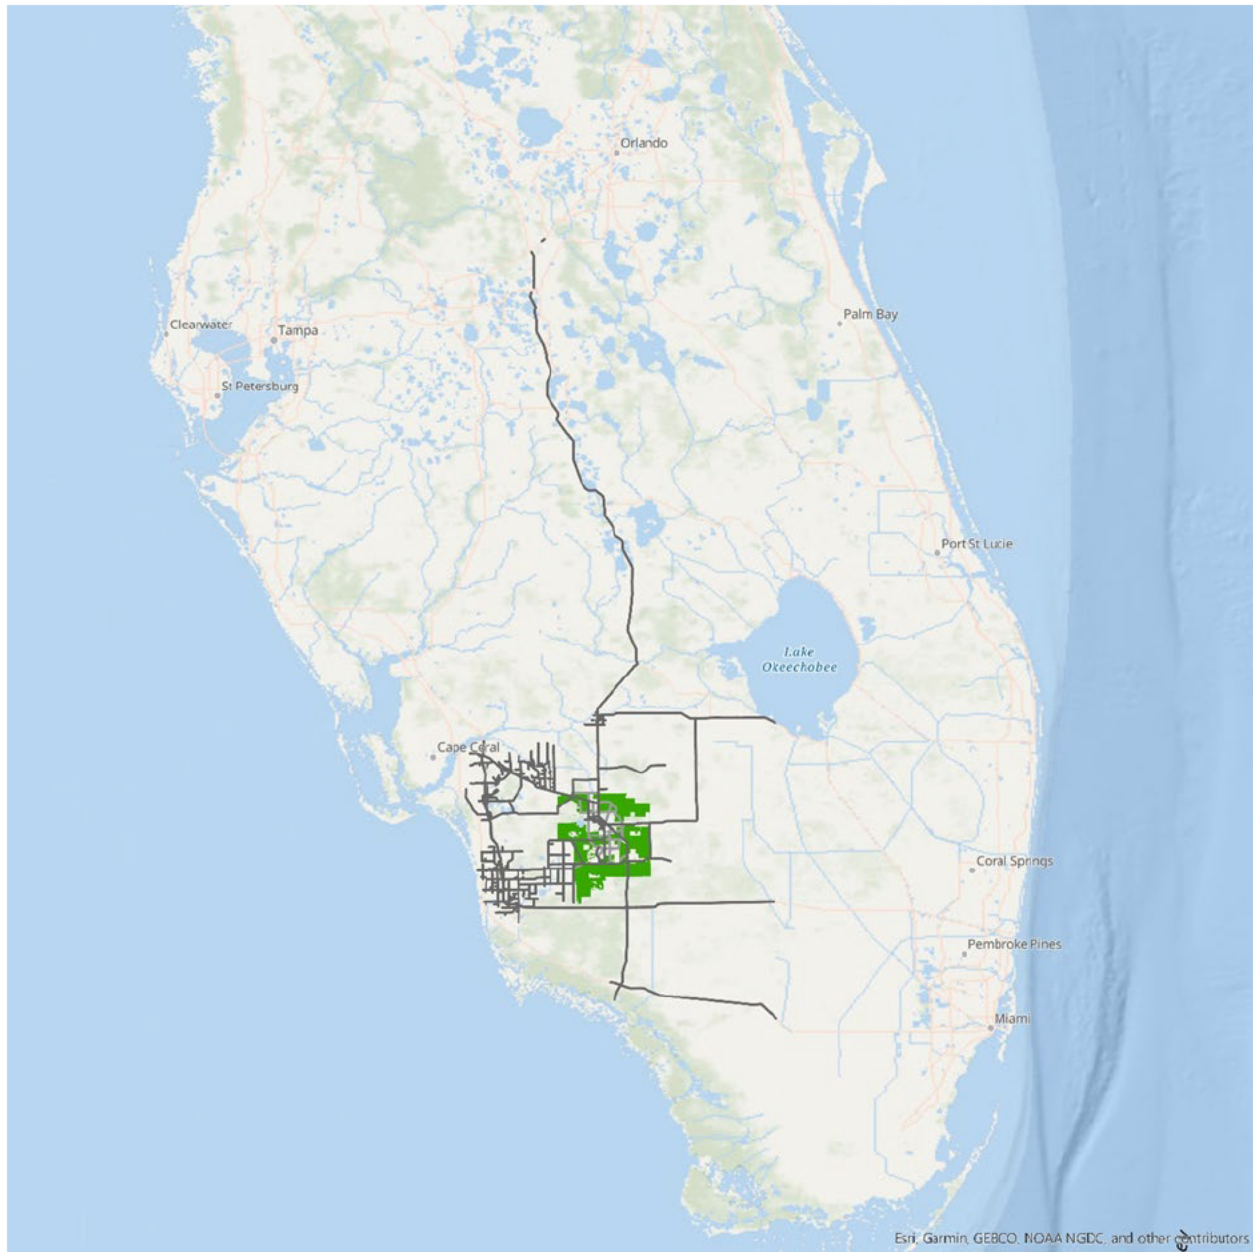 Orlando
Palm Bay
Clearwater
Tampa
St Petersburg
Port St Lucie
Lake
Okeechobee
Cape Coral
Coral Springs
Pembroke Pines
Miami
Esri, Garmin, GEBCO, NOAA NGDC, and other contributors